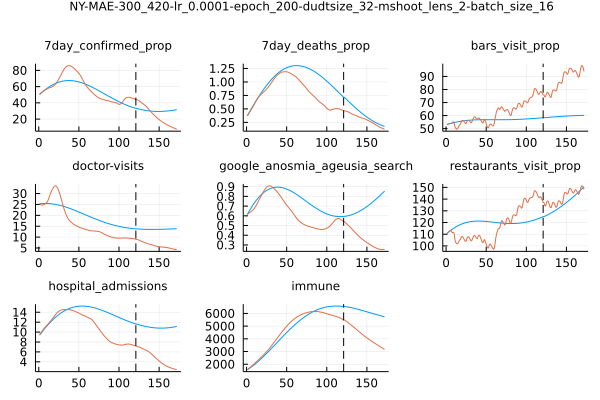 NY-MAE-300_420-lr_0.0001-epoch_200-dudtsize_32-mshoot_lens_2-batch_size_16
7day_confirmed_prop
7day_deaths_prop
bars_visit_prop
80
60
40
20
0 50 100 150
1.25
1.00
0.75
0.50
0.25
0 50 100 150
90
80
70
60
50
0 50 100 150
doctor-visits
google_anosmia_ageusia_search
restaurants_visit_prop
30
25
20
15
10
5
0 50 100 150
0.9
0.8
0.6
0.5
0.4
0.3
0 50 100 150
150
140
130
120
110
100
0 50 100 150
hospital_admissions
immune
14
12
10
8
6
4
0 50 100 150
6000
5000
4000
3000
2000
0 50 100 150